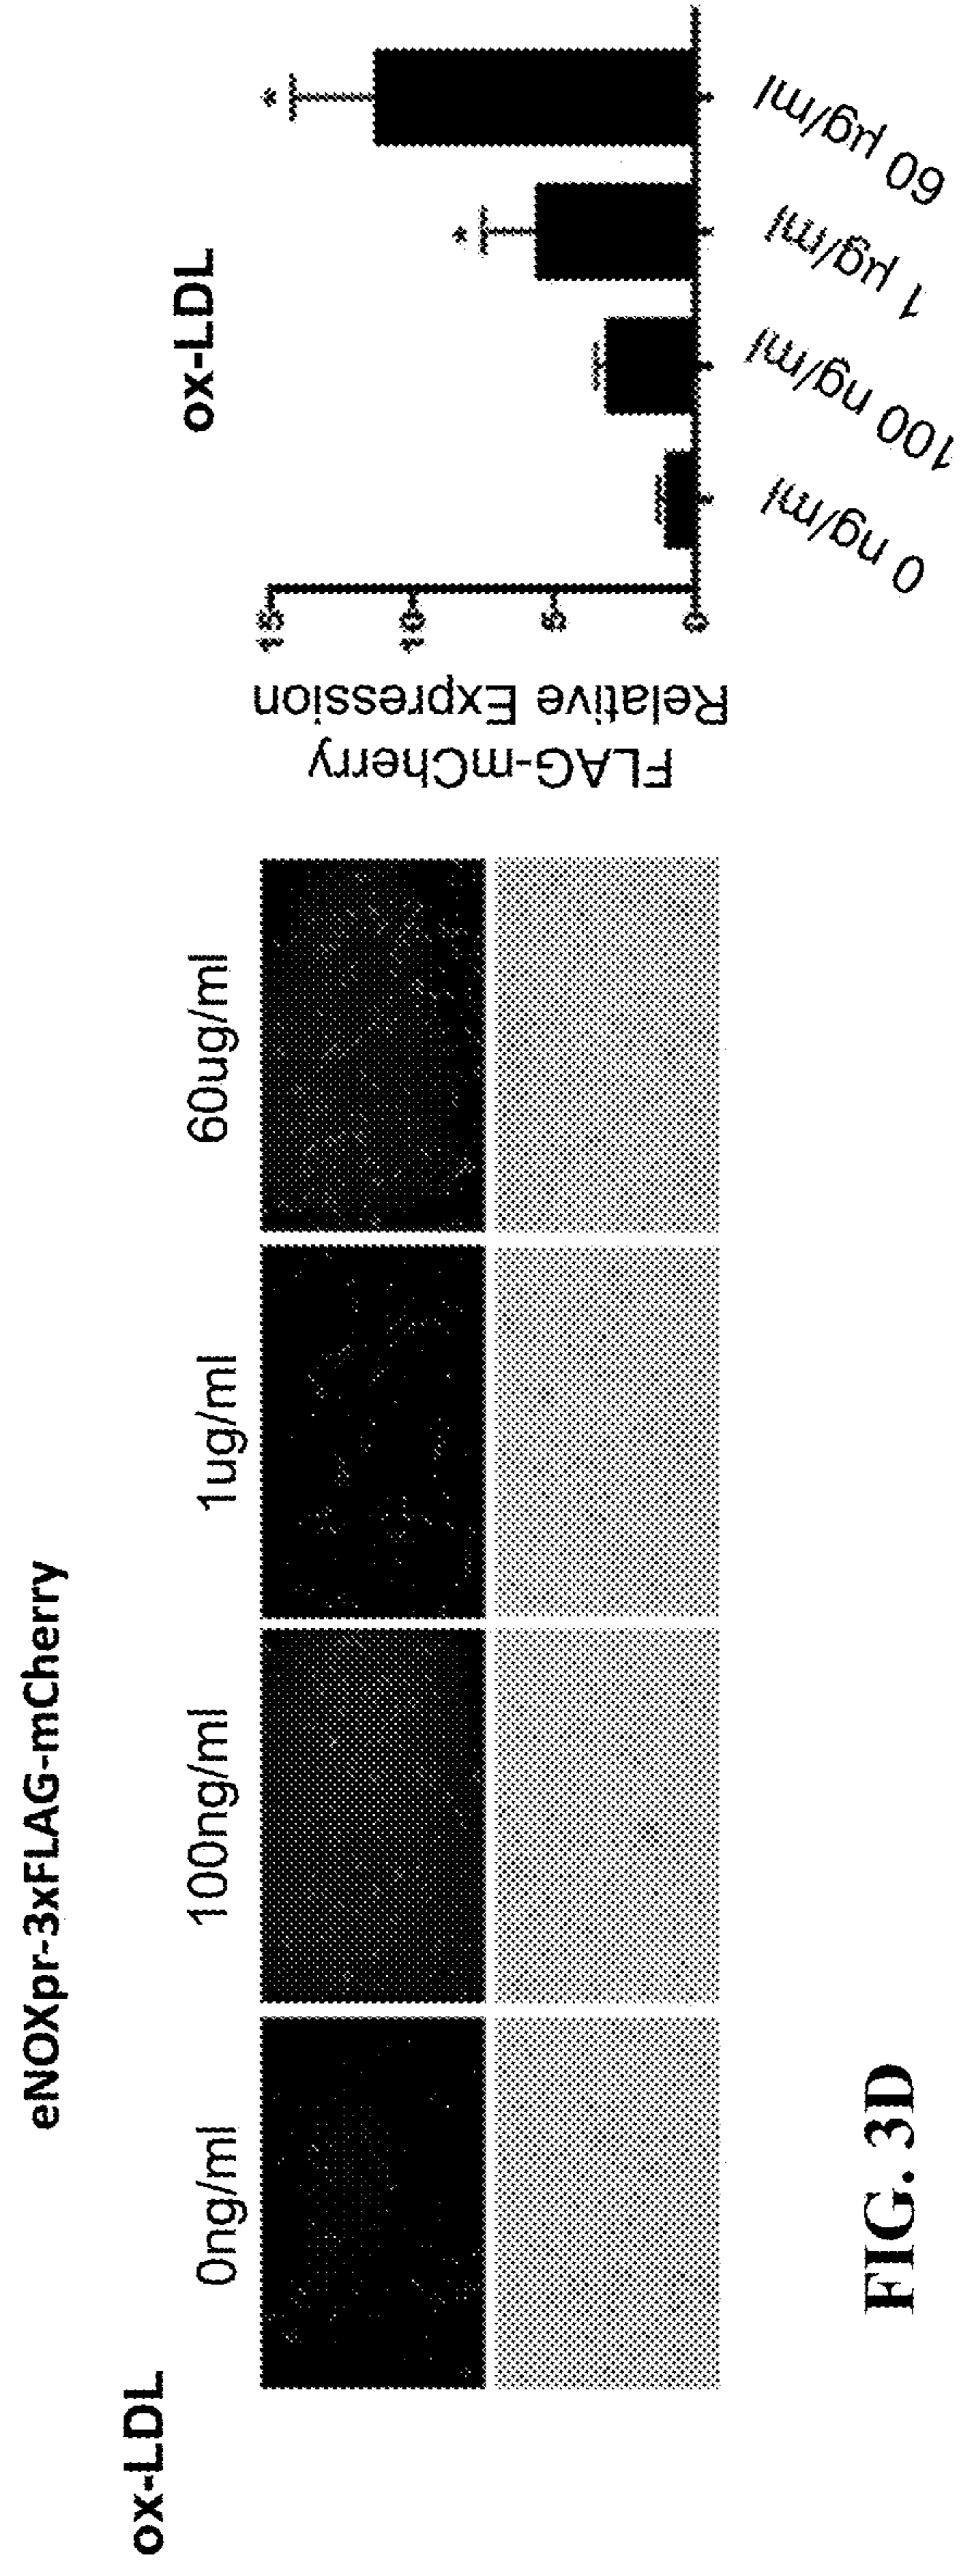 eNOXpr-3xFLAG-mCherry
ox-LDL
0ng/ml
100ng/ml
1ug/ml
60ug/ml
FIG. 3D
ox-LDL
FLAG-mCherry
Relative Expression
15
10
5
0
0 ng/ml
100 ng/ml
1 µg/ml
60 µg/ml
*
*